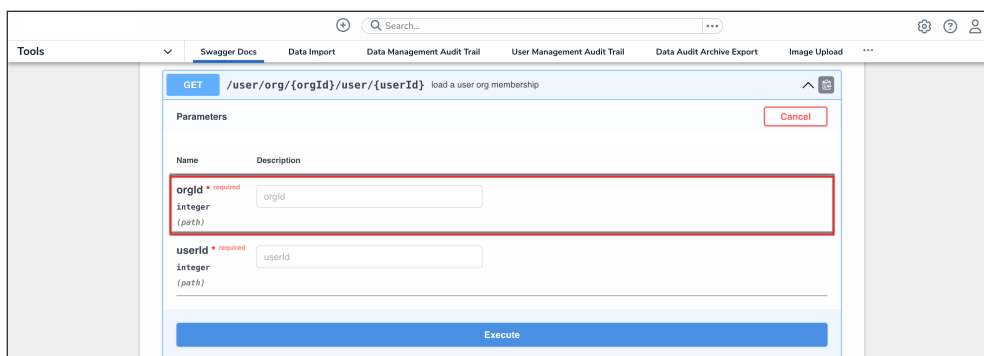 Search...
Tools Swagger Docs Data Import Data Management Audit Trail User Management Audit Trail Data Audit Archive Export Image Upload ...
GET /user/org/{orgId}/user/{userId} load a user org membership
Parameters Cancel
Name Description
orgId * required
orgId
integer
(path)
userId * required
userId
integer
(path)
Execute